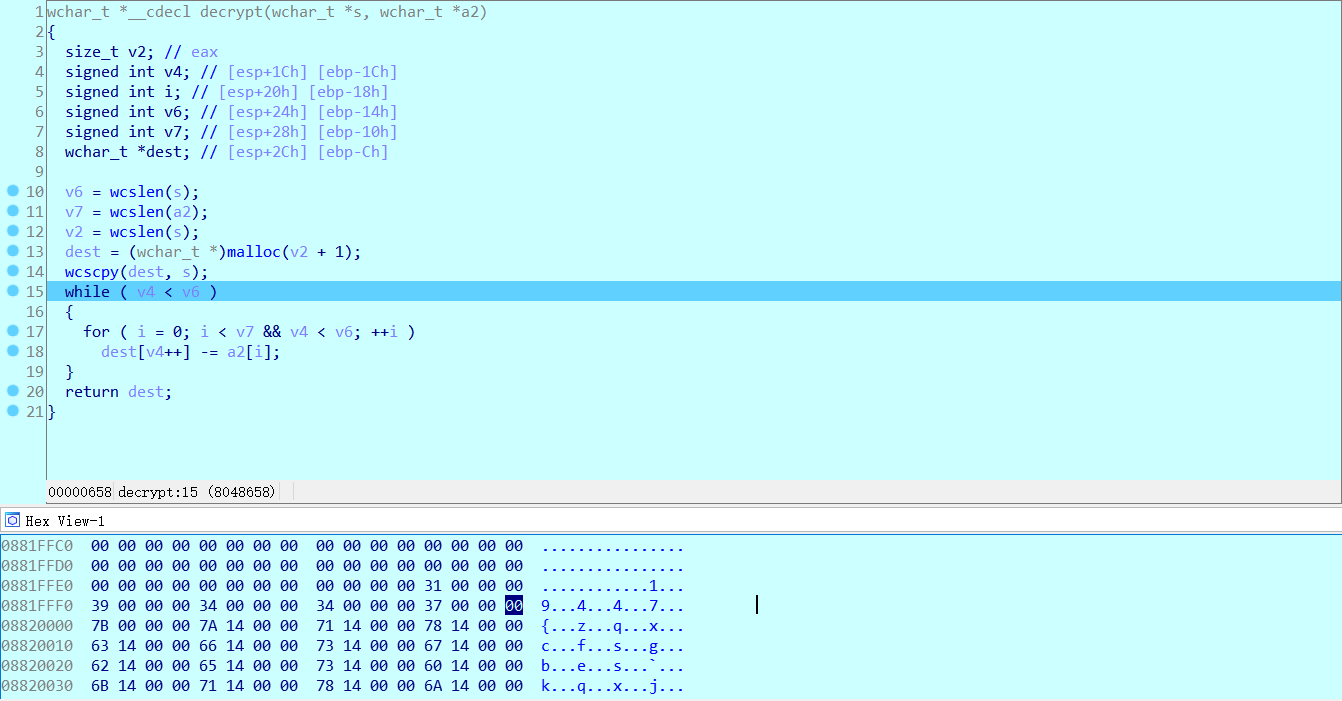 1 wchar_t *__cdecl decrypt(wchar_t *s, wchar_t *a2)
2 {
3 size_t v2; // eax
4 signed int v4; // [esp+1Ch] [ebp-1Ch]
5 signed int i; // [esp+20h] [ebp-18h]
6 signed int v6; // [esp+24h] [ebp-14h]
7 signed int v7; // [esp+28h] [ebp-10h]
8 wchar_t *dest; // [esp+2Ch] [ebp-Ch]
9
10 v6 = wcslen(s);
11 v7 = wcslen(a2);
12 v2 = wcslen(s);
13 dest = (wchar_t *)malloc(v2 + 1);
14 wcscpy(dest, s);
15 while ( v4 < v6 )
16 {
17 for ( i = 0; i < v7 && v4 < v6; ++i )
18 dest[v4++] -= a2[i];
19 }
20 return dest;
21 }
00000658 decrypt:15 (8048658)
Hex View-1
0881FFC0 00 00 00 00 00 00 00 00 00 00 00 00 00 00 00 00 ................
0881FFD0 00 00 00 00 00 00 00 00 00 00 00 00 00 00 00 00 ................
0881FFE0 00 00 00 00 00 00 00 00 00 00 00 00 31 00 00 00 ............1...
0881FFF0 39 00 00 00 34 00 00 00 34 00 00 00 37 00 00 00 9...4...4...7...
08820000 7B 00 00 00 7A 14 00 00 71 14 00 00 78 14 00 00 {...z...q...x...
08820010 63 14 00 00 66 14 00 00 73 14 00 00 67 14 00 00 c...f...s...g...
08820020 62 14 00 00 65 14 00 00 73 14 00 00 60 14 00 00 b...e...s...`...
08820030 6B 14 00 00 71 14 00 00 78 14 00 00 6A 14 00 00 k...q...x...j...